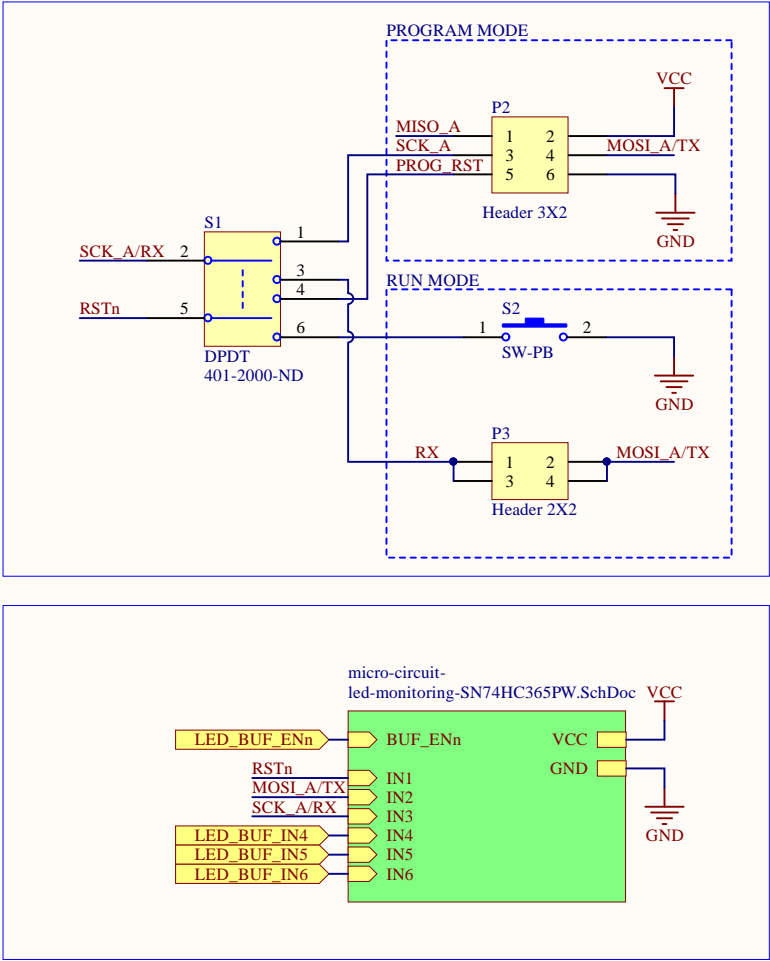 PROGRAM MODE
VCC
P2
MISO_A
1 2
SCK_A
3 4
MOSI_A/TX
PROG_RST
5 6
Header 3X2
GND
S1
1
SCK_A/RX
2
3
4
RSTn
5
6
DPDT
401-2000-ND
RUN MODE
S2
1
2
SW-PB
GND
P3
RX
1 2
MOSI_A/TX
3 4
Header 2X2
micro-circuit-
led-monitoring-SN74HC365PW.SchDoc
VCC
LED_BUF_ENn
BUF_ENn
VCC
GND
RSTn
IN1
MOSI_A/TX
IN2
SCK_A/RX
IN3
LED_BUF_IN4
IN4
GND
LED_BUF_IN5
IN5
LED_BUF_IN6
IN6